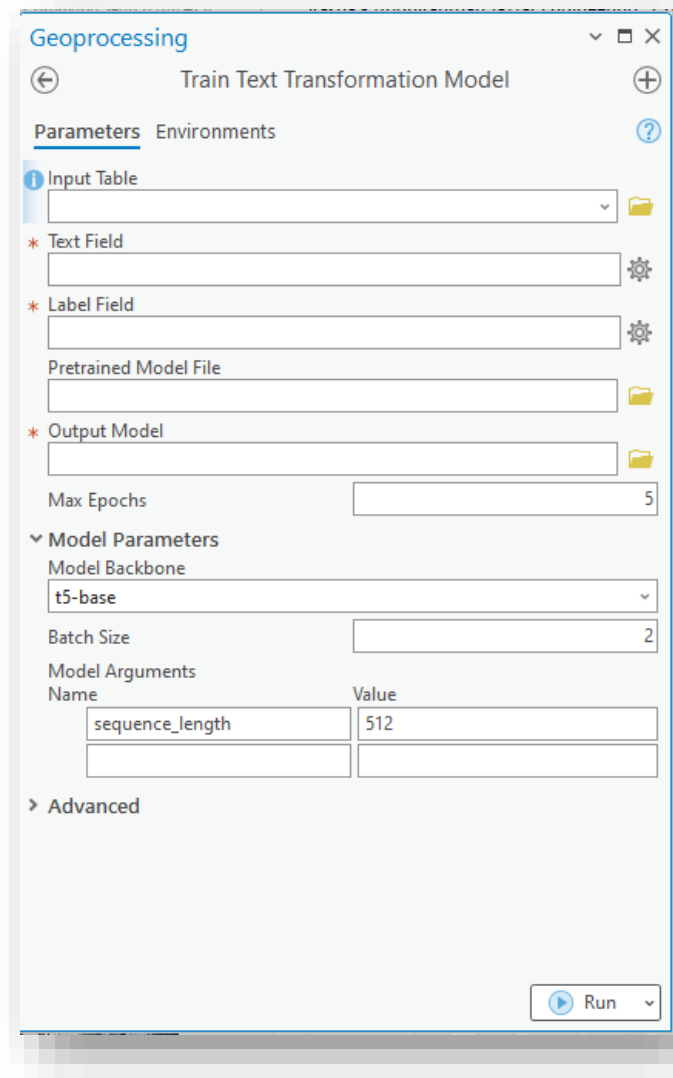 Geoprocessing
Train Text Transformation Model
Parameters Environments
Input Table
* Text Field
* Label Field
Pretrained Model File
* Output Model
Max Epochs 5
Model Parameters
Model Backbone
t5-base
Batch Size 2
Model Arguments
Name Value
sequence_length 512
Advanced
Run